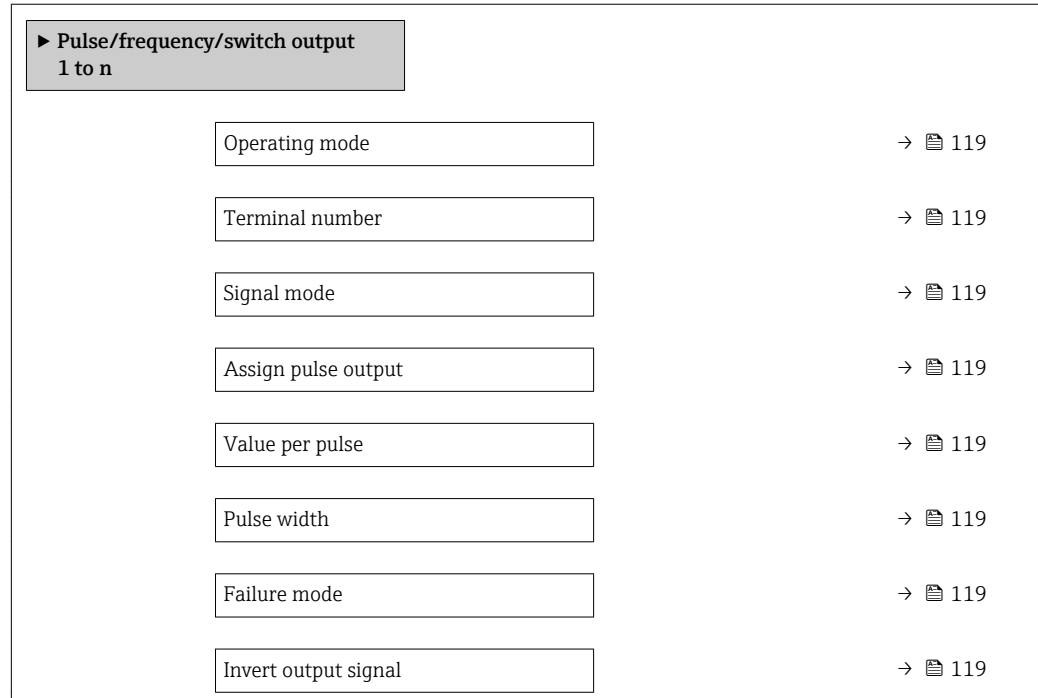 ▶ Pulse/frequency/switch output
1 to n
Operating mode → 119
Terminal number → 119
Signal mode → 119
Assign pulse output → 119
Value per pulse → 119
Pulse width → 119
Failure mode → 119
Invert output signal → 119